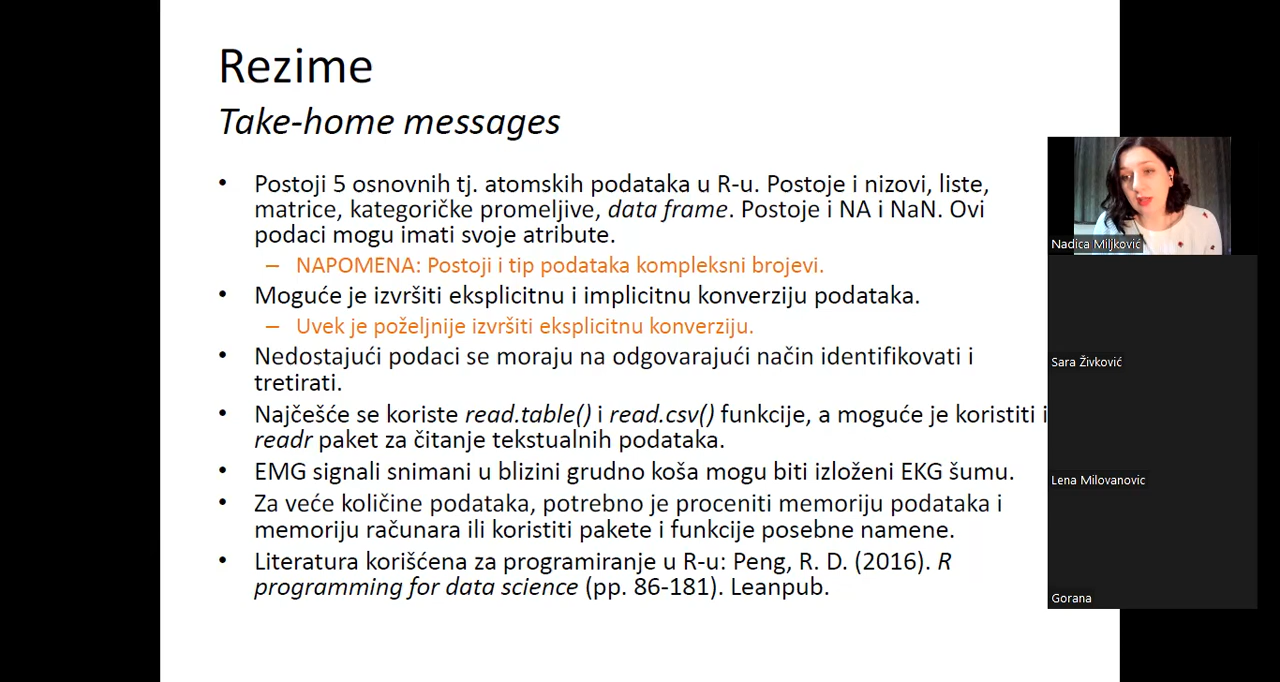 Rezime
Take-home messages
• Postoji 5 osnovnih tj. atomskih podataka u R-u. Postoje i nizovi, liste,
matrice, kategoričke promeljive, data frame. Postoje i NA i NaN. Ovi
podaci mogu imati svoje atribute.
– NAPOMENA: Postoji i tip podataka kompleksni brojevi.
• Moguće je izvršiti eksplicitnu i implicitnu konverziju podataka.
– Uvek je poželjnije izvršiti eksplicitnu konverziju.
• Nedostajući podaci se moraju na odgovarajući način identifikovati i
tretirati.
• Najčešće se koriste read.table() i read.csv() funkcije, a moguće je koristiti i
readr paket za čitanje tekstualnih podataka.
• EMG signali snimani u blizini grudno koša mogu biti izloženi EKG šumu.
• Za veće količine podataka, potrebno je proceniti memoriju podataka i
memoriju računara ili koristiti pakete i funkcije posebne namene.
• Literatura korišćena za programiranje u R-u: Peng, R. D. (2016). R
programming for data science (pp. 86-181). Leanpub.
Nadica Miljković
Sara Živković
Lena Milovanovic
Gorana